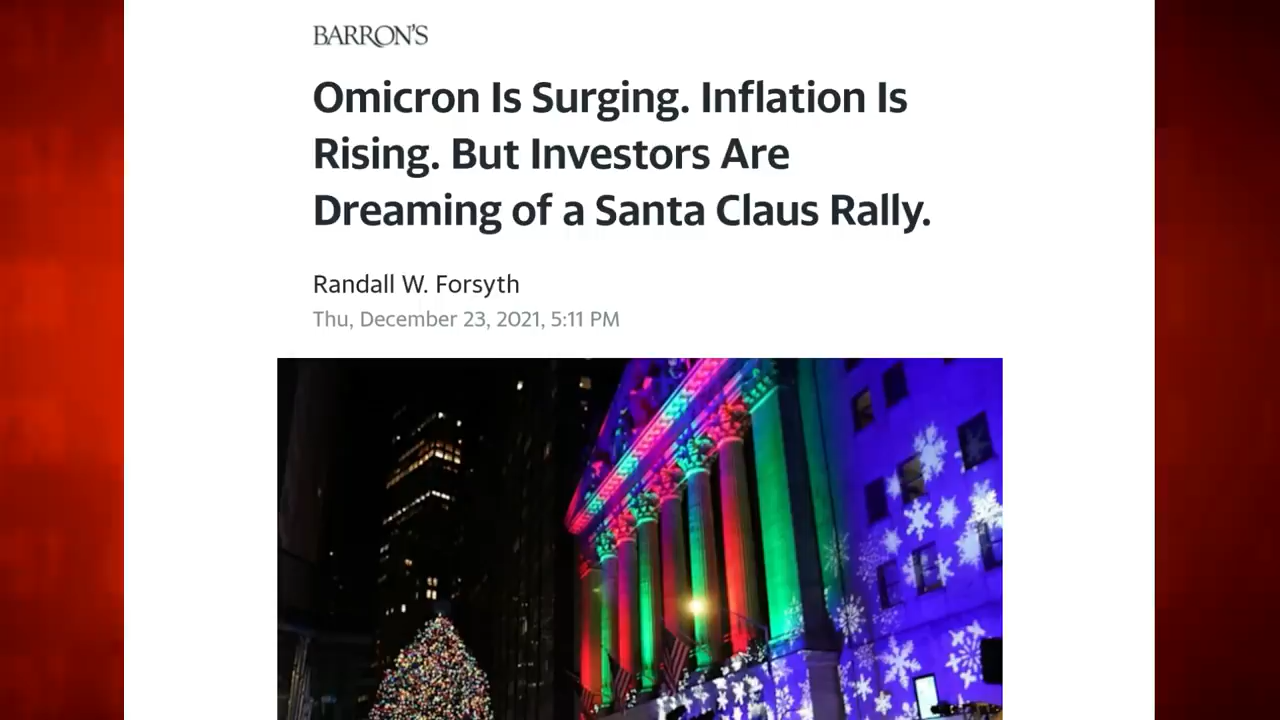 BARRON'S
Omicron Is Surging. Inflation Is
Rising. But Investors Are
Dreaming of a Santa Claus Rally.
Randall W. Forsyth
Thu, December 23, 2021, 5:11 PM